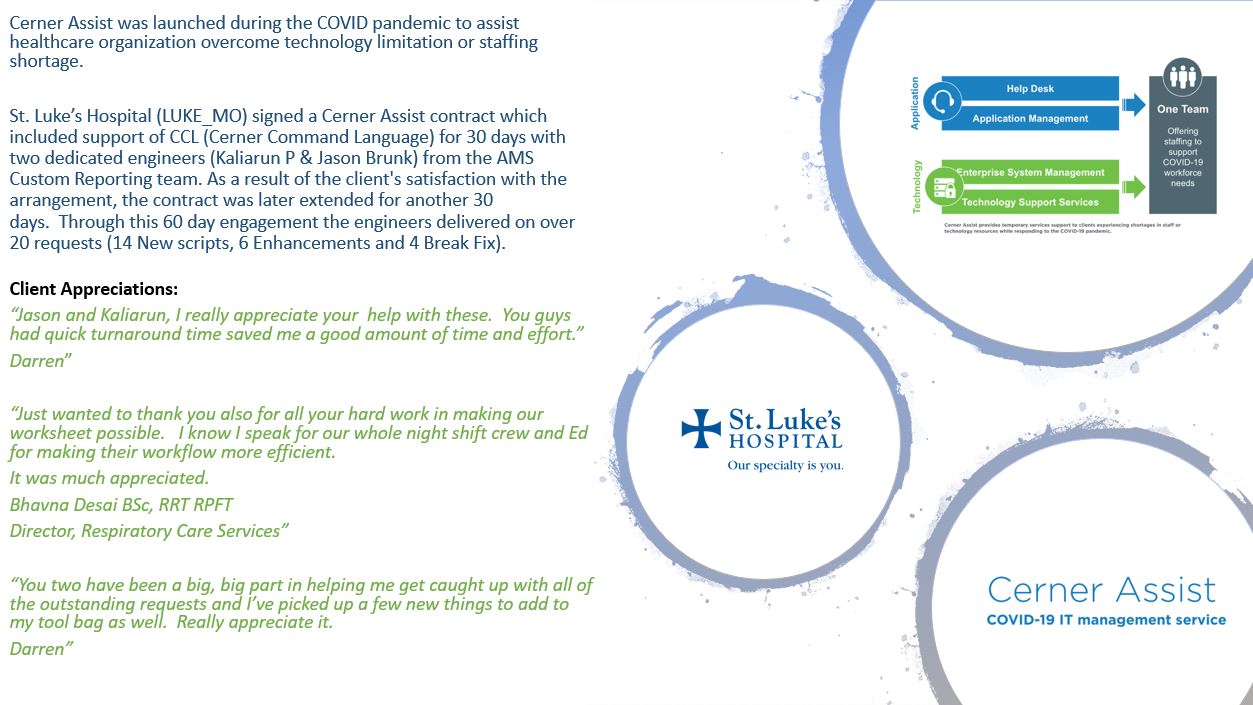 Cerner Assist was launched during the COVID pandemic to assist
healthcare organization overcome technology limitation or staffing
shortage.
St. Luke’s Hospital (LUKE_MO) signed a Cerner Assist contract which
included support of CCL (Cerner Command Language) for 30 days with
two dedicated engineers (Kaliarun P & Jason Brunk) from the AMS
Custom Reporting team. As a result of the client's satisfaction with the
arrangement, the contract was later extended for another 30
days.  Through this 60 day engagement the engineers delivered on over
20 requests (14 New scripts, 6 Enhancements and 4 Break Fix).
Client Appreciations:
“Jason and Kaliarun, I really appreciate your  help with these.  You guys
had quick turnaround time saved me a good amount of time and effort.”
Darren”
“Just wanted to thank you also for all your hard work in making our
worksheet possible.   I know I speak for our whole night shift crew and Ed
for making their workflow more efficient.
It was much appreciated.
Bhavna Desai BSc, RRT RPFT
Director, Respiratory Care Services”
“You two have been a big, big part in helping me get caught up with all of
the outstanding requests and I’ve picked up a few new things to add to
my tool bag as well.  Really appreciate it.
Darren”
Application
Help Desk
Application Management
Technology
Enterprise System Management
Technology Support Services
One Team
Offering
staffing to
support
COVID-19
workforce
needs
Cerner Assist provides temporary services support to clients experiencing shortages in staff or
technology resources while responding to the COVID-19 pandemic.
St. Luke’s
HOSPITAL
Our specialty is you.
Cerner Assist
COVID-19 IT management service